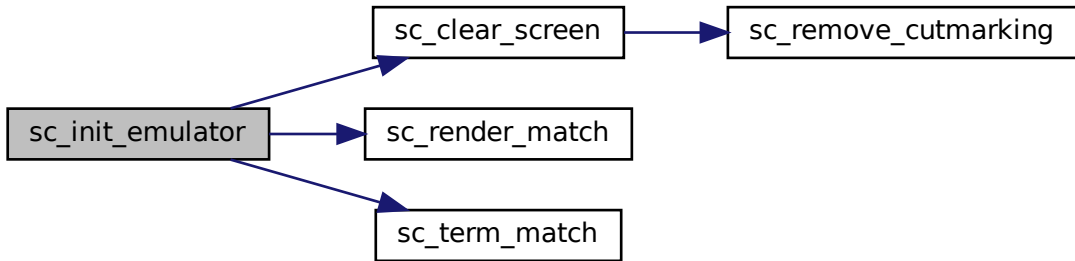 sc_clear_screen
sc_remove_cutmarking
sc_init_emulator
sc_render_match
sc_term_match